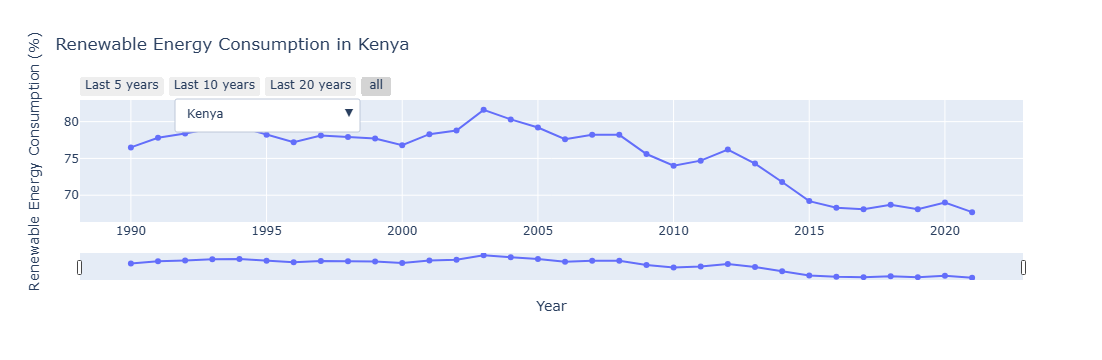 Renewable Energy Consumption in Kenya
Renewable Energy Consumption (%)
Last 5 years Last 10 years Last 20 years all
Kenya ▼
80
75
70
1990 1995 2000 2005 2010 2015 2020
Year